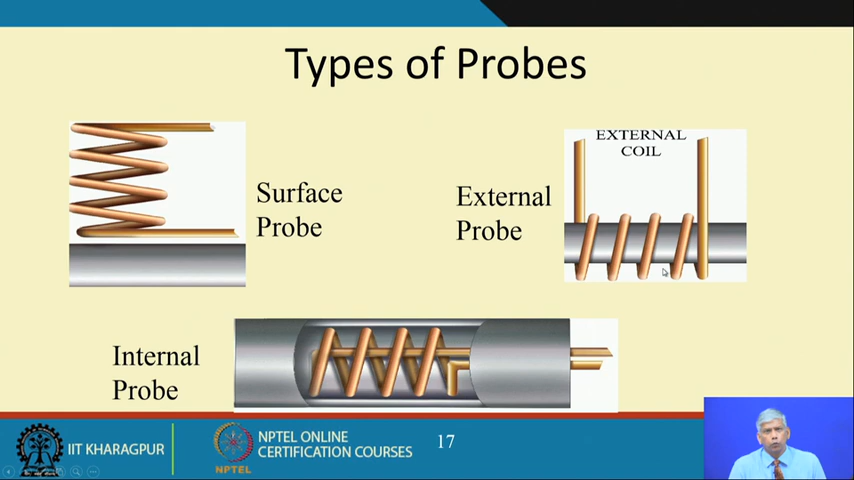 Types of Probes
EXTERNAL
COIL
Surface
Probe
External
Probe
Internal
Probe
IIT KHARAGPUR
NPTEL
NPTEL ONLINE
CERTIFICATION COURSES
17